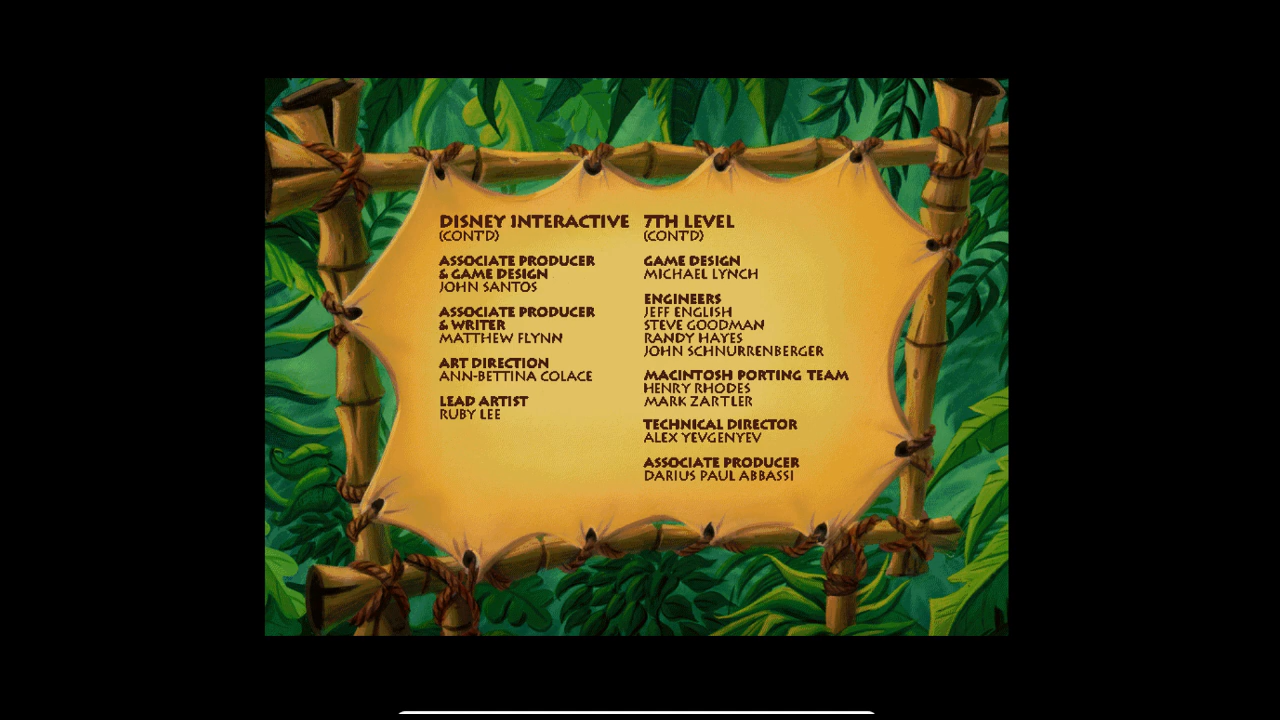 DISNEY INTERACTIVE
(CONT'D)
ASSOCIATE PRODUCER
& GAME DESIGN
JOHN SANTOS
ASSOCIATE PRODUCER
& WRITER
MATTHEW FLYNN
ART DIRECTION
ANN-BETTINA COLACE
LEAD ARTIST
RUBY LEE
7TH LEVEL
(CONT'D)
GAME DESIGN
MICHAEL LYNCH
ENGINEERS
JEFF ENGLISH
STEVE GOODMAN
RANDY HAYES
JOHN SCHNURRENBERGER
MACINTOSH PORTING TEAM
HENRY RHODES
MARK ZARTLER
TECHNICAL DIRECTOR
ALEX YEVGENYEV
ASSOCIATE PRODUCER
DARIUS PAUL ABBASSI